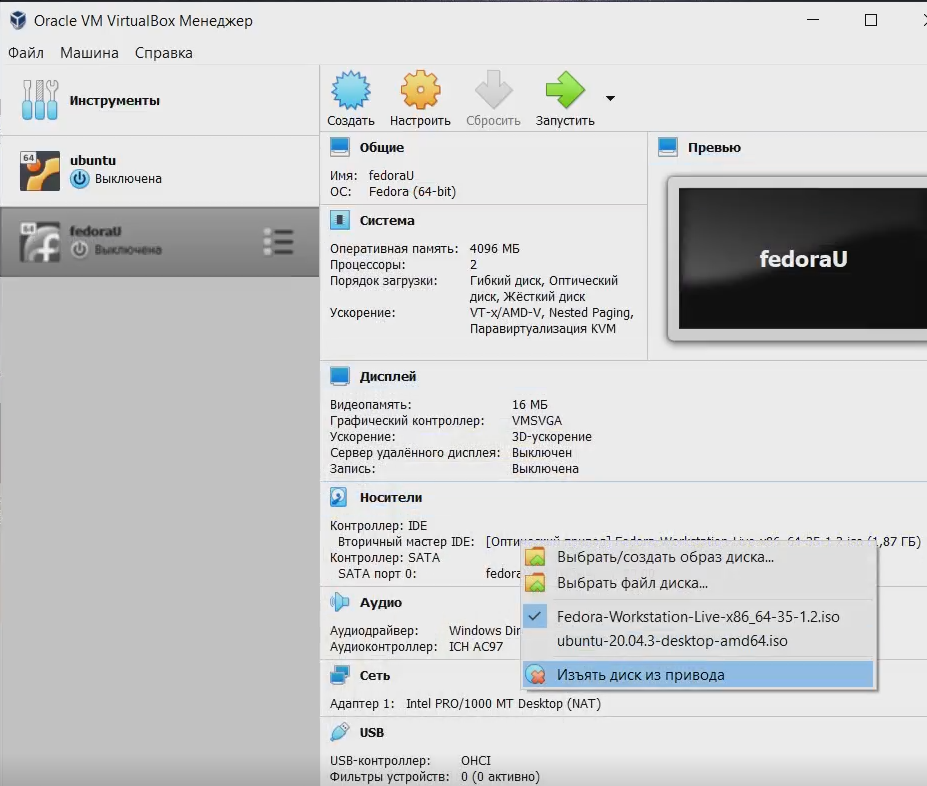 Oracle VM VirtualBox Менеджер
Файл Машина Справка
Инструменты
Создать Настроить Сбросить Запустить
64
ubuntu
Выключена
64
fedoraU
Выключена
Общие
Имя: fedoraU
ОС: Fedora (64-bit)
Превью
fedoraU
Система
Оперативная память: 4096 МБ
Процессоры: 2
Порядок загрузки: Гибкий диск, Оптический
диск, Жёсткий диск
Ускорение: VT-x/AMD-V, Nested Paging,
Паравиртуализация KVM
Дисплей
Видеопамять: 16 МБ
Графический контроллер: VMSVGA
Ускорение: 3D-ускорение
Сервер удалённого дисплея: Выключен
Запись: Выключена
Носители
Контроллер: IDE
Вторичный мастер IDE: [Оптический привод] Fedora-Workstation-Live-x86_64-35-1.2.iso (1,87 ГБ)
Контроллер: SATA
SATA порт 0: fedora
Выбрать/создать образ диска...
Выбрать файл диска...
Fedora-Workstation-Live-x86_64-35-1.2.iso
ubuntu-20.04.3-desktop-amd64.iso
Изъять диск из привода
Аудио
Аудиодрайвер: Windows Dir
Аудиоконтроллер: ICH AC97
Сеть
Адаптер 1: Intel PRO/1000 MT Desktop (NAT)
USB
USB-контроллер: OHCI
Фильтры устройств: 0 (0 активно)